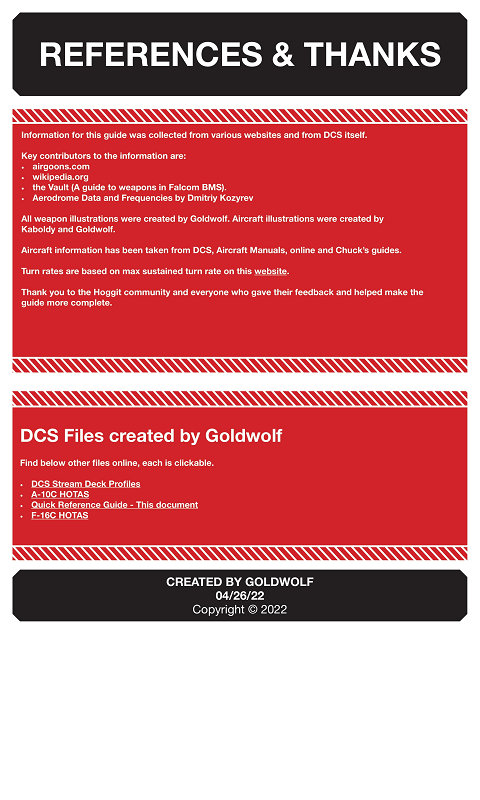 REFERENCES & THANKS
Information for this guide was collected from various websites and from DCS itself.
Key contributors to the information are:
• airgoons.com
• wikipedia.org
• the Vault (A guide to weapons in Falcom BMS).
• Aerodrome Data and Frequencies by Dmitriy Kozyrev
All weapon illustrations were created by Goldwolf. Aircraft illustrations were created by
Kaboldy and Goldwolf.
Aircraft information has been taken from DCS, Aircraft Manuals, online and Chuck's guides.
Turn rates are based on max sustained turn rate on this website.
Thank you to the Hoggit community and everyone who gave their feedback and helped make the
guide more complete.
DCS Files created by Goldwolf
Find below other files online, each is clickable.
• DCS Stream Deck Profiles
• A-10C HOTAS
• Quick Reference Guide - This document
• F-16C HOTAS
CREATED BY GOLDWOLF
04/26/22
Copyright © 2022